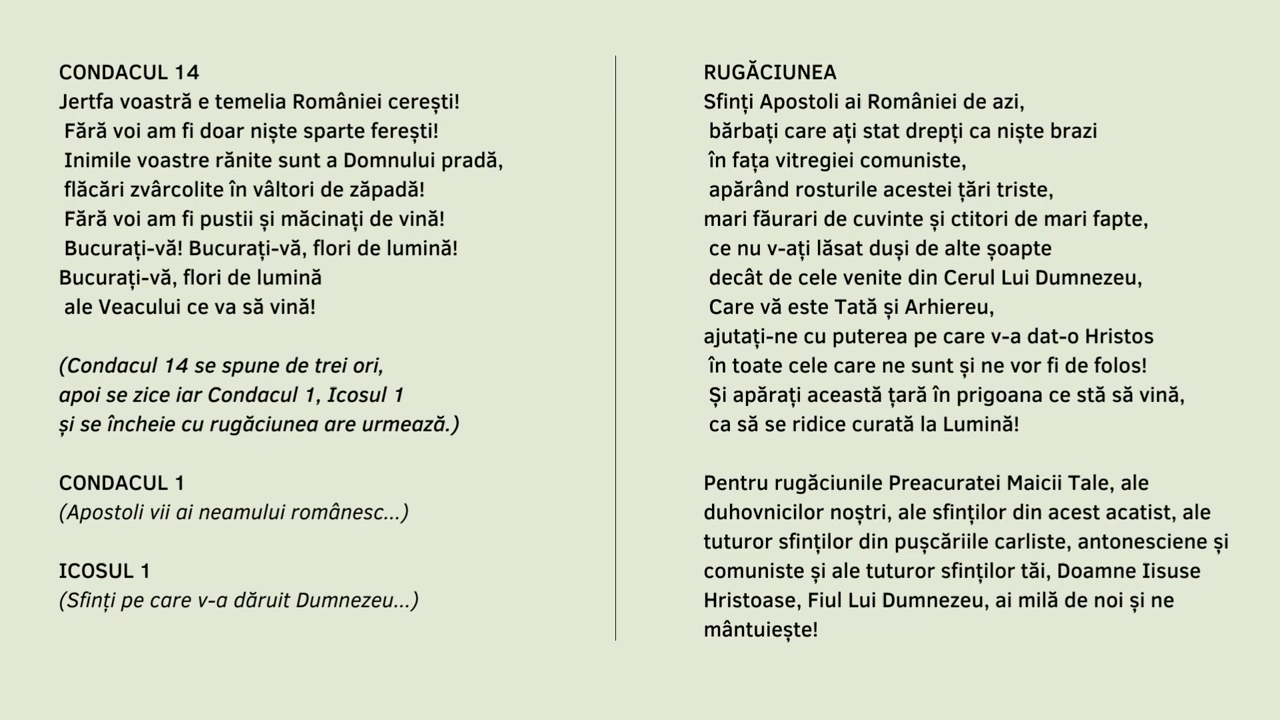 CONDACUL 14
Jertfa voastră e temelia României cerești!
Fără voi am fi doar niște sparte ferești!
Inimile voastre rănite sunt a Domnului pradă,
flăcări zvârcolite în vâltori de zăpadă!
Fără voi am fi pustii și măcinați de vină!
Bucurați-vă! Bucurați-vă, flori de lumină!
Bucurați-vă, flori de lumină
ale Veacului ce va să vină!
(Condacul 14 se spune de trei ori,
apoi se zice iar Condacul 1, Icosul 1
și se încheie cu rugăciunea are urmează.)
CONDACUL 1
(Apostoli vii ai neamului românesc...)
ICOSUL 1
(Sfinți pe care v-a dăruit Dumnezeu...)
RUGĂCIUNEA
Sfinți Apostoli ai României de azi,
bărbați care ați stat drepți ca niște brazi
în fața vitregiei comuniste,
apărând rosturile acestei țări triste,
mari făurari de cuvinte și ctitori de mari fapte,
ce nu v-ați lăsat duși de alte șoapte
decât de cele venite din Cerul Lui Dumnezeu,
Care vă este Tată și Arhiereu,
ajutați-ne cu puterea pe care v-a dat-o Hristos
în toate cele care ne sunt și ne vor fi de folos!
Și apărați această țară în prigoana ce stă să vină,
ca să se ridice curată la Lumină!
Pentru rugăciunile Preacuratei Maicii Tale, ale
duhovnicilor noștri, ale sfinților din acest acatist, ale
tuturor sfinților din pușcăriile carliste, antonesciene și
comuniste și ale tuturor sfinților tăi, Doamne Iisuse
Hristoase, Fiul Lui Dumnezeu, ai milă de noi și ne
mântuiește!